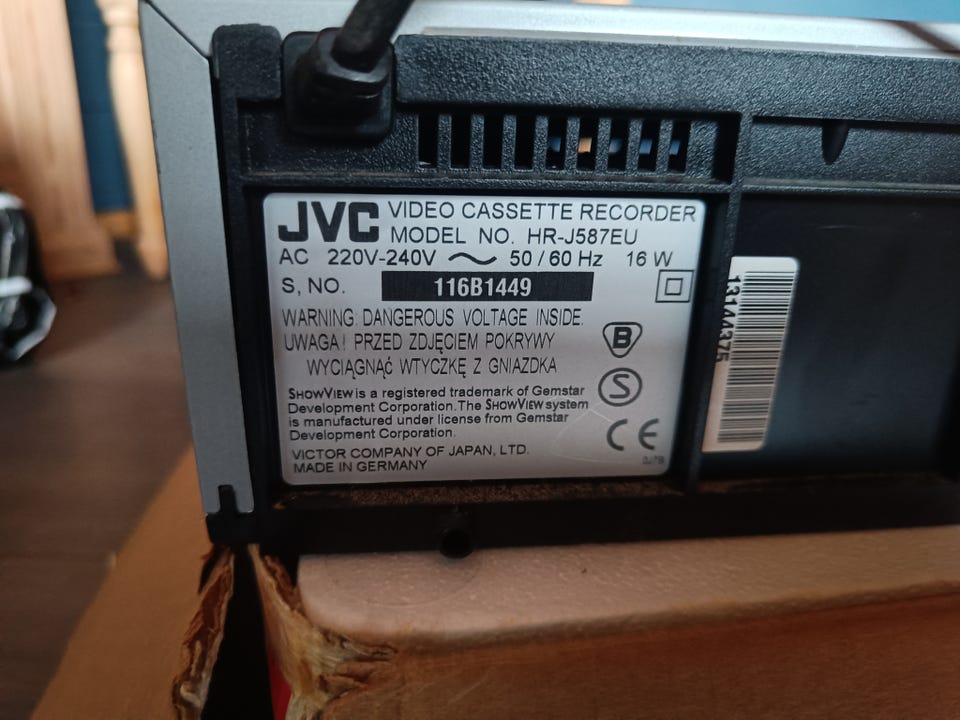 JVC VIDEO CASSETTE RECORDER
MODEL NO. HR-J587EU
AC 220V-240V ~ 50/60 Hz 16 W
S, NO. 116B1449
WARNING: DANGEROUS VOLTAGE INSIDE.
UWAGA! PRZED ZDJĘCIEM POKRYWY
WYCIĄGNĄĆ WTYCZKĘ Z GNIAZDKA
B
S
SHOWVIEW is a registered trademark of Gemstar
Development Corporation. The SHOWVIEW system
is manufactured under license from Gemstar
Development Corporation.
CE
VICTOR COMPANY OF JAPAN, LTD.
MADE IN GERMANY
13144375